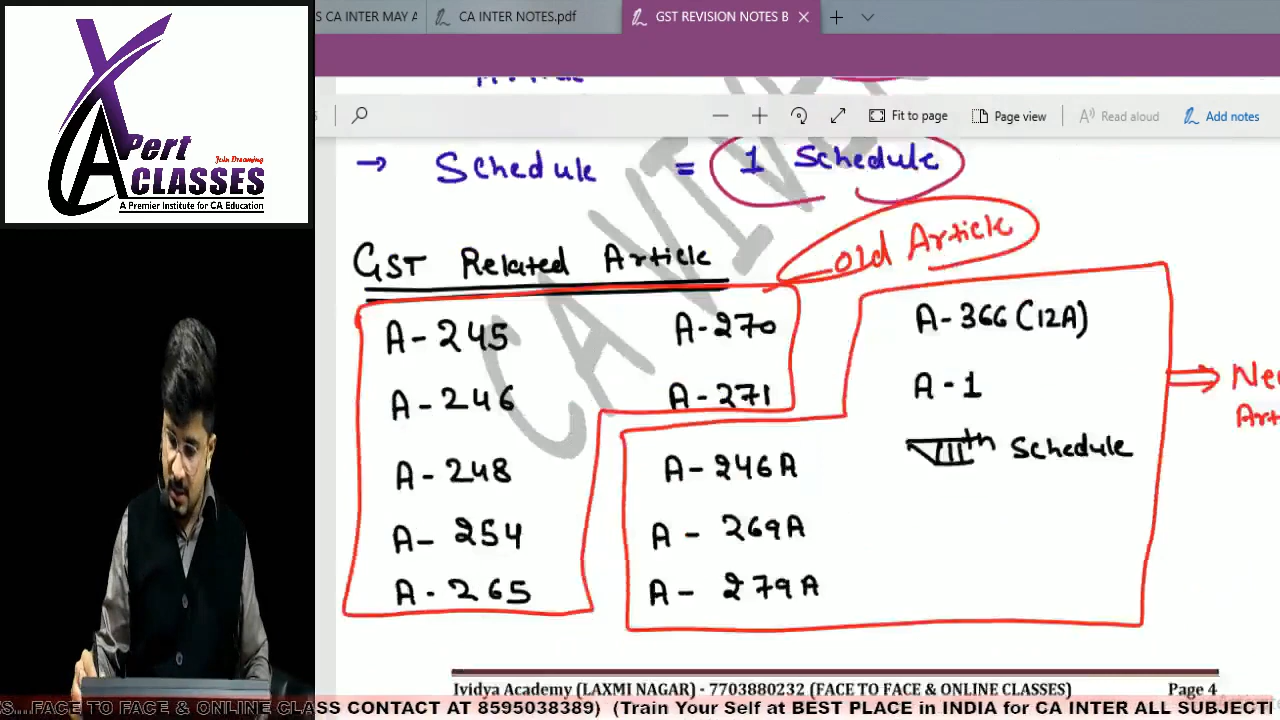 S CA INTER MAY A
CA INTER NOTES.pdf
GST REVISION NOTES B
Fit to page
Page view
Read aloud
Add notes
XPert
Join Dreaming
CA CLASSES
A Premier Institute for CA Education
→ Schedule = 1 Schedule
GST Related Article
old Article
A-245
A-246
A-248
A-254
A-265
A-270
A-271
A-246A
A-269A
A-279A
A-366(12A)
A-1
VIIth Schedule
CA VIVE
Ividya Academy (LAXMI NAGAR) - 7703880232 (FACE TO FACE & ONLINE CLASSES) Page 4
S...FACE TO FACE & ONLINE CLASS CONTACT AT 8595038389) (Train Your Self at BEST PLACE in INDIA for CA INTER ALL SUBJECTI